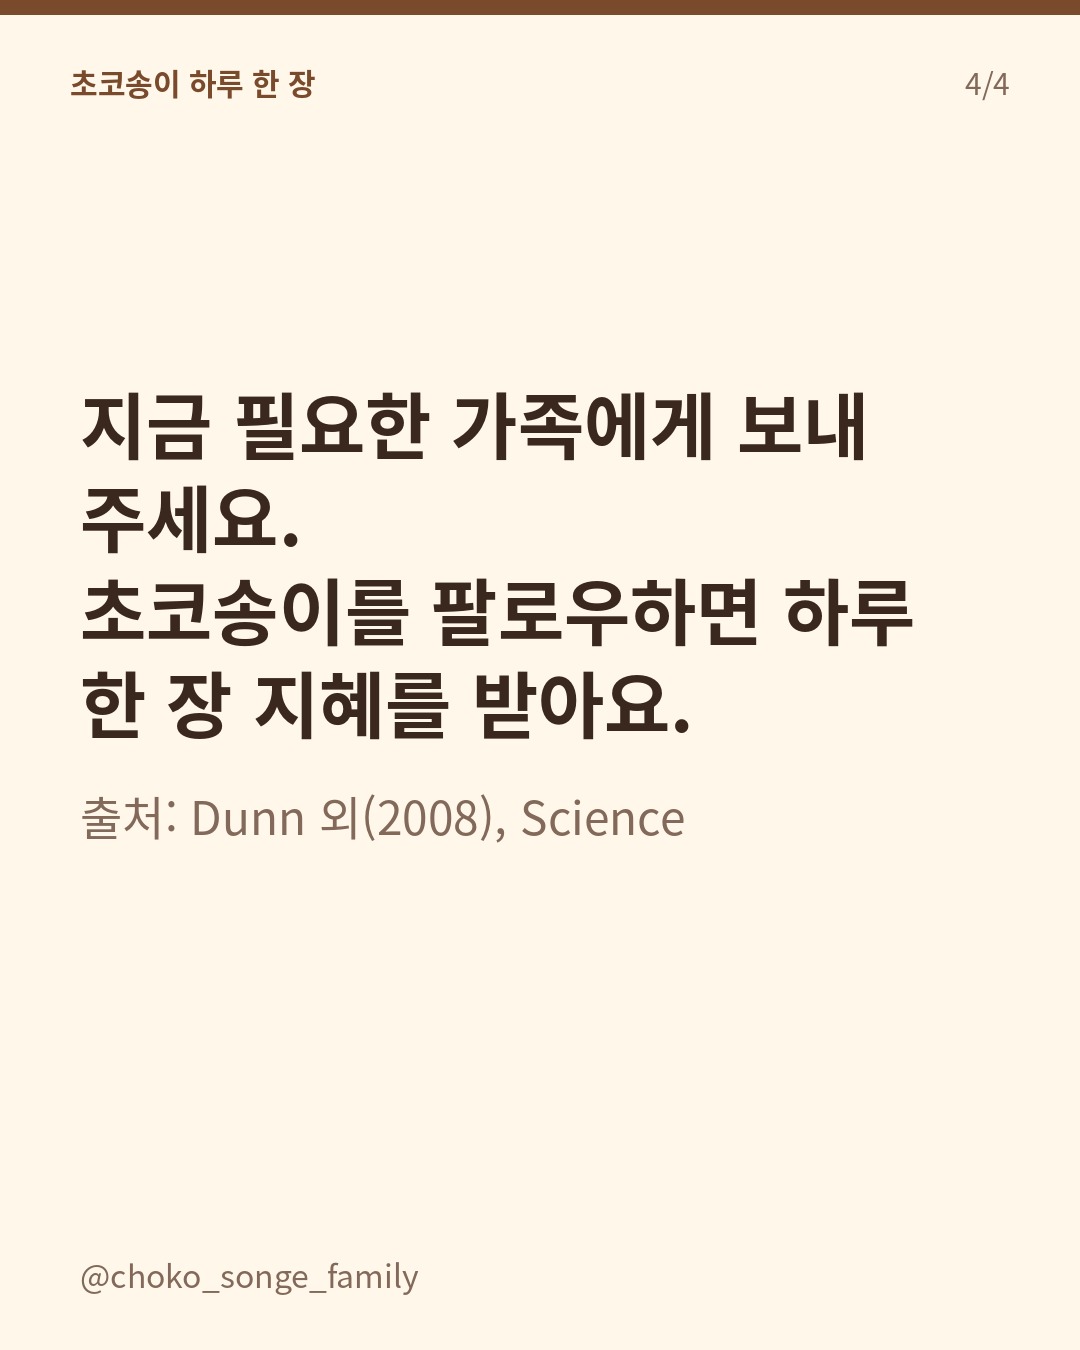 초코송이 하루 한 장
4/4
지금 필요한 가족에게 보내
주세요.
초코송이를 팔로우하면 하루
한 장 지혜를 받아요.
출처: Dunn 외(2008), Science
@choko_songe_family